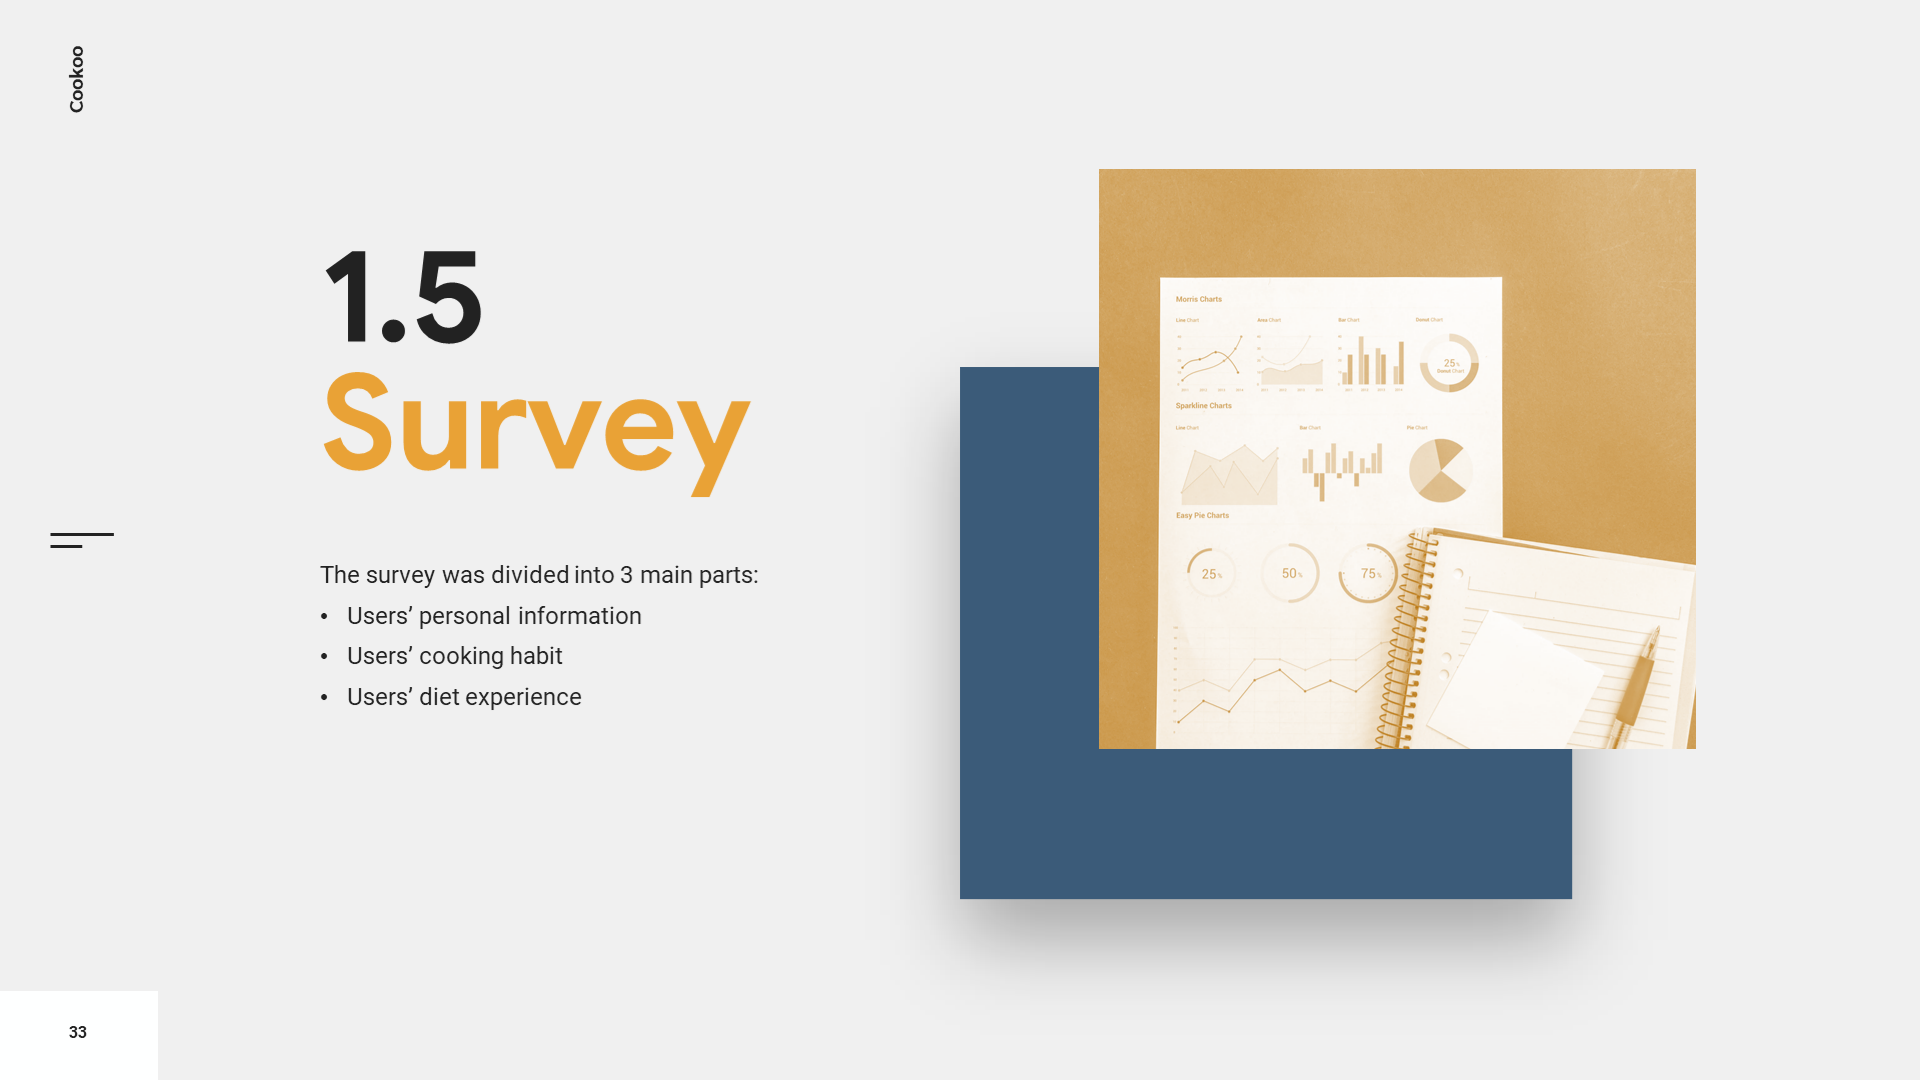 Cookoo
1.5
Survey
The survey was divided into 3 main parts:
• Users’ personal information
• Users’ cooking habit
• Users’ diet experience
Morris Charts
Line Chart
Area Chart
Bar Chart
Donut Chart
25%
Donut Chart
Sparkline Charts
Line Chart
Bar Chart
Pie Chart
Easy Pie Charts
25%
50%
75%
33